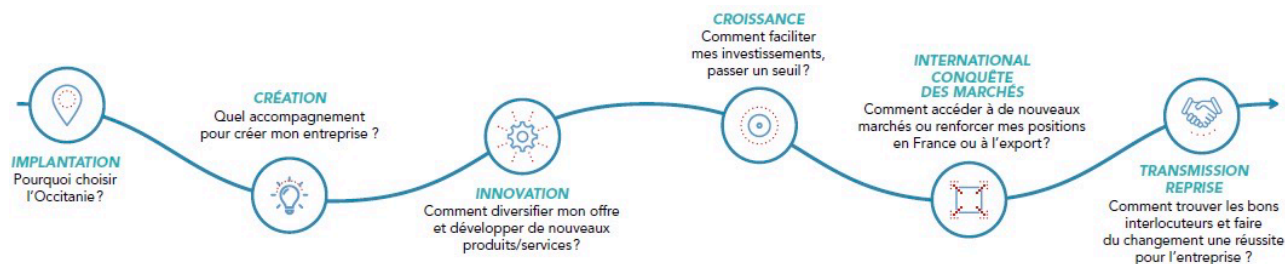 IMPLANTATION
Pourquoi choisir
l'Occitanie ?
CRÉATION
Quel accompagnement
pour créer mon entreprise ?
INNOVATION
Comment diversifier mon offre
et développer de nouveaux
produits/services ?
CROISSANCE
Comment faciliter
mes investissements,
passer un seuil ?
INTERNATIONAL
CONQUÊTE
DES MARCHÉS
Comment accéder à de nouveaux
marchés ou renforcer mes positions
en France ou à l'export ?
TRANSMISSION
REPRISE
Comment trouver les bons
interlocuteurs et faire
du changement une réussite
pour l'entreprise ?